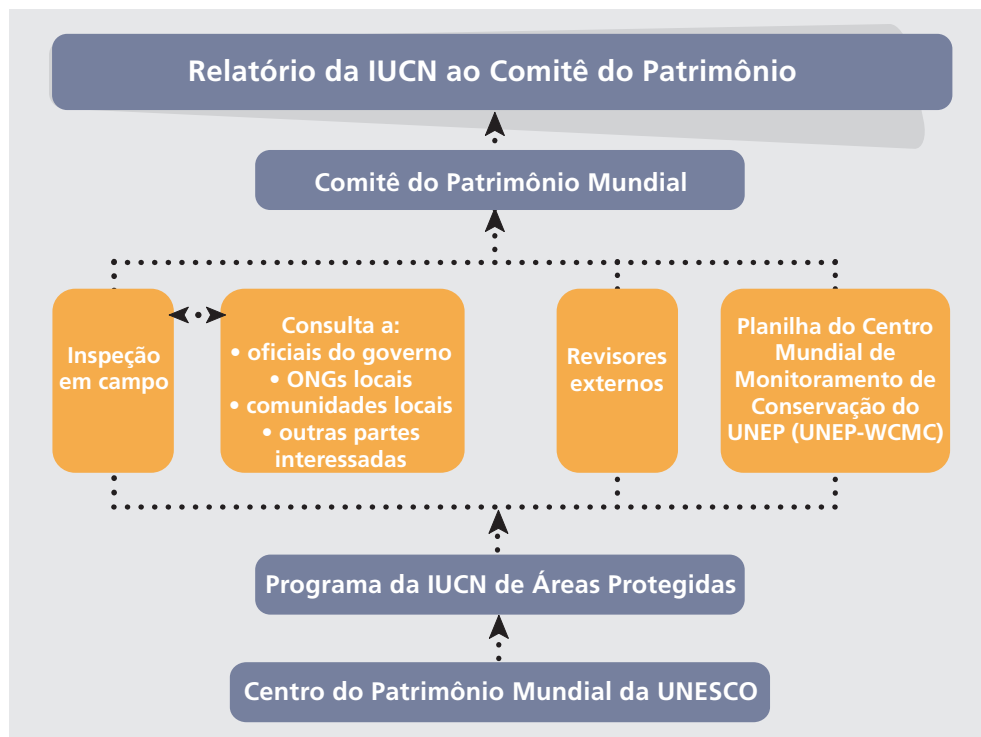 Relatório da IUCN ao Comitê do Patrimônio
Comitê do Patrimônio Mundial
Inspeção
em campo
Consulta a:
• oficiais do governo
• ONGs locais
• comunidades locais
• outras partes
interessadas
Revisores
externos
Planilha do Centro
Mundial de
Monitoramento de
Conservação do
UNEP (UNEP-WCMC)
Programa da IUCN de Áreas Protegidas
Centro do Patrimônio Mundial da UNESCO